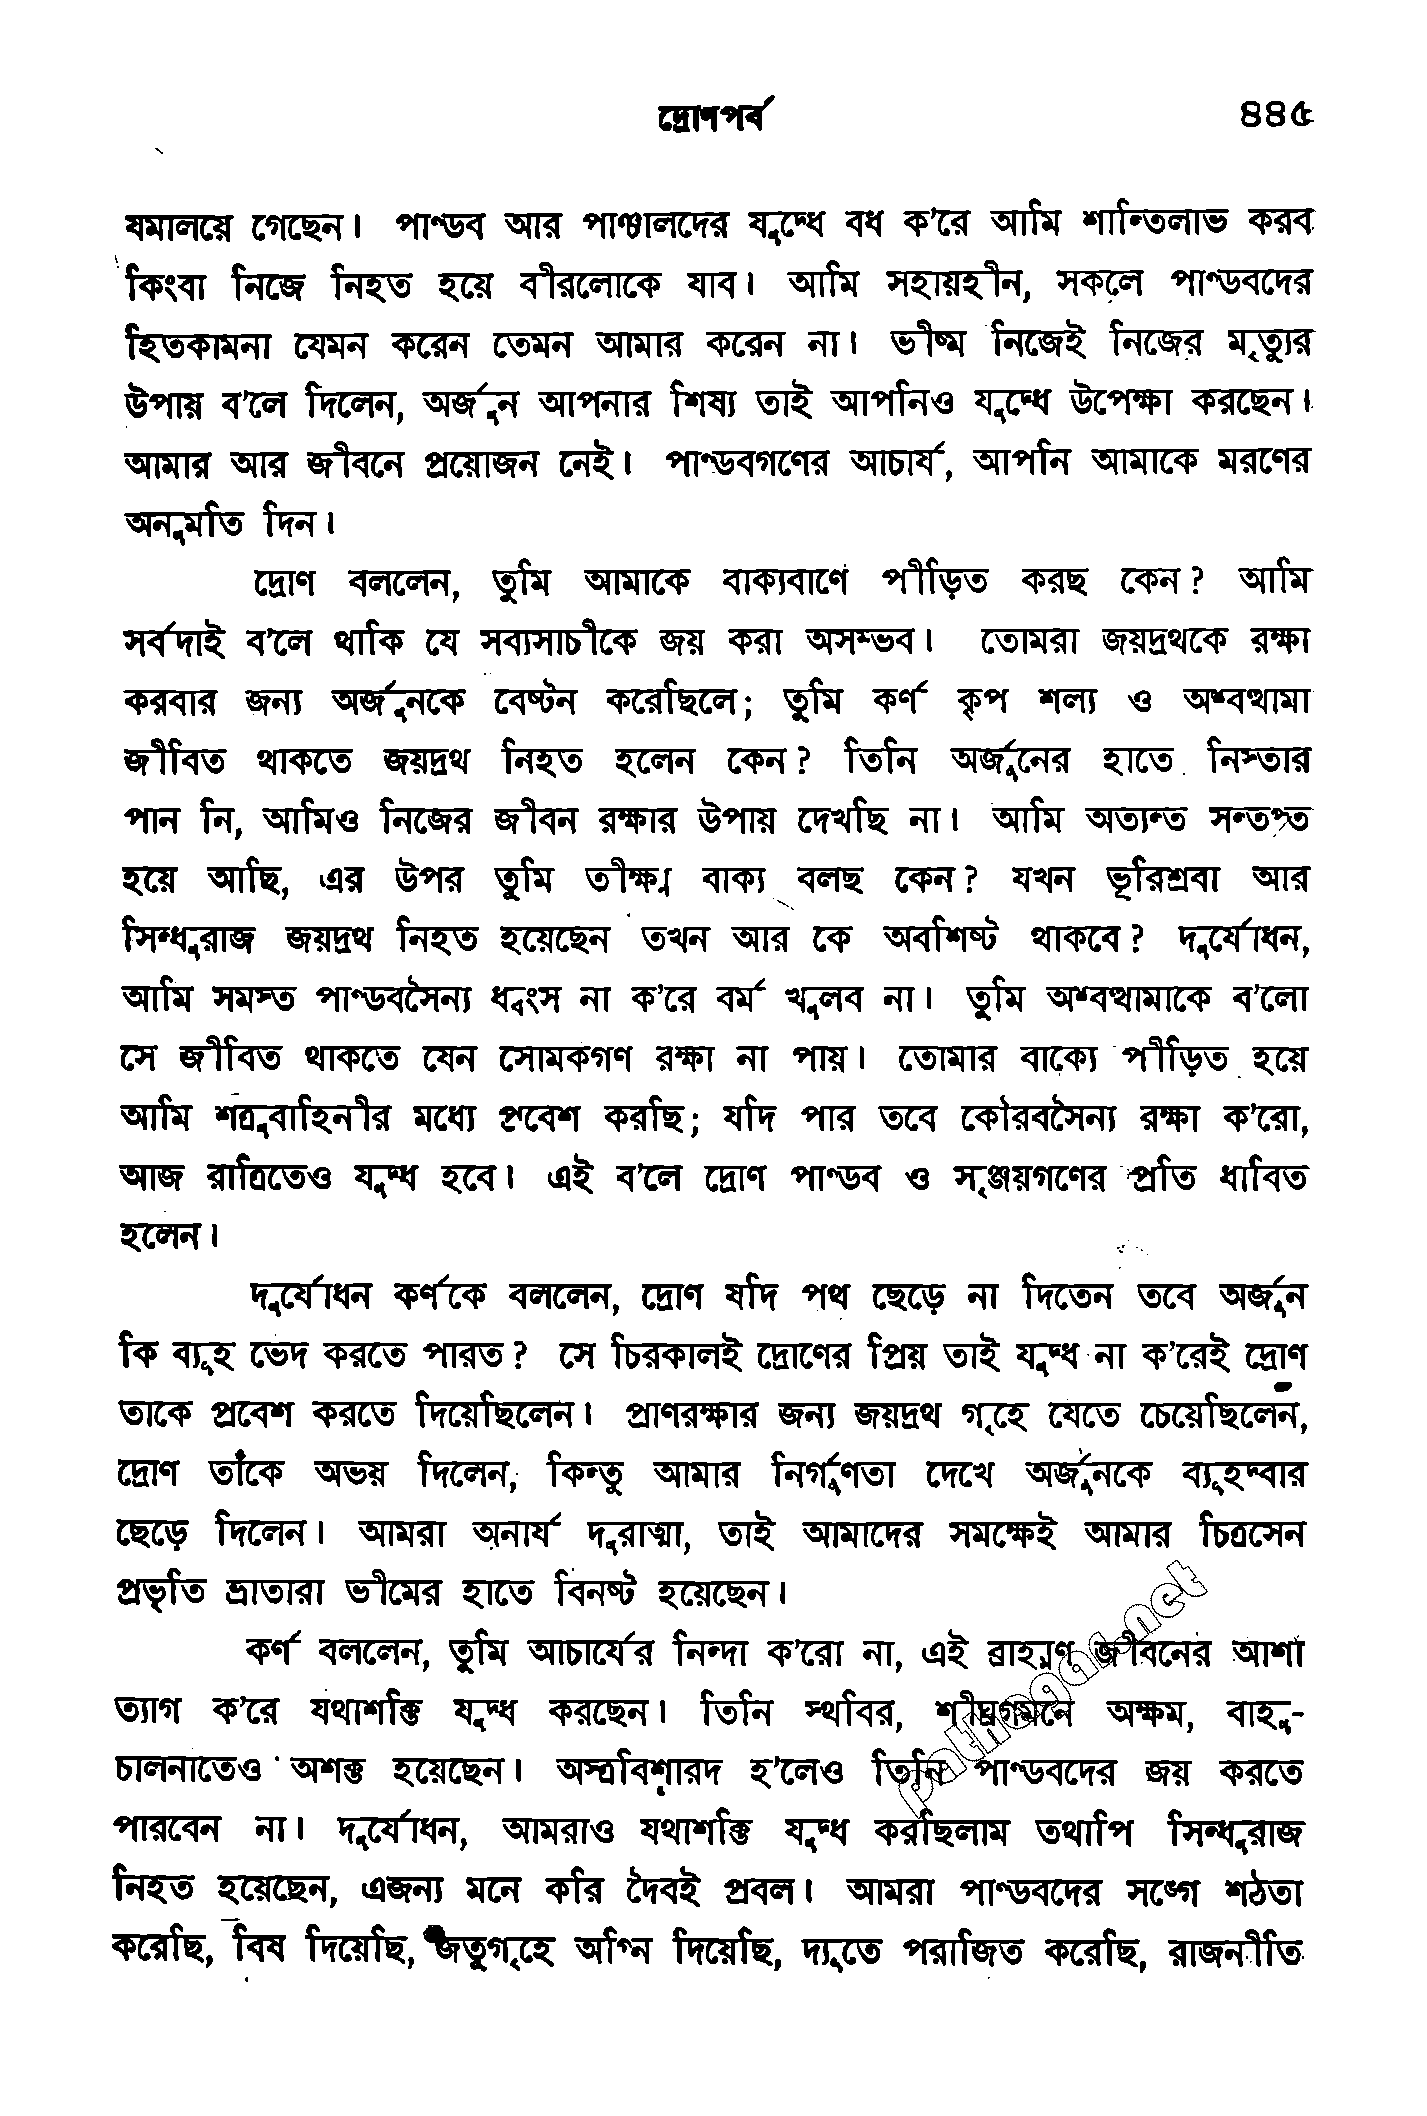 দ্রোণপর্ব ৪৪৫
যমালয়ে গেছেন। পাণ্ডব আর পাঞ্চালদের যুদ্ধে বধ ক’রে আমি শান্তিলাভ করব
কিংবা নিজে নিহত হয়ে বীরলোকে যাব। আমি সহায়হীন, সকলে পাণ্ডবদের
হিতকামনা যেমন করেন তেমন আমার করেন না। ভীষ্ম নিজেই নিজের মৃত্যুর
উপায় ব’লে দিলেন, অর্জুন আপনার শিষ্য তাই আপনিও যুদ্ধে উপেক্ষা করছেন।
আমার আর জীবনে প্রয়োজন নেই। পাণ্ডবগণের আচার্য, আপনি আমাকে মরণের
অনুমতি দিন।
দ্রোণ বললেন, তুমি আমাকে বাক্যবাণে পীড়িত করছ কেন? আমি
সর্বদাই ব’লে থাকি যে সব্যসাচীকে জয় করা অসম্ভব। তোমরা জয়দ্রথকে রক্ষা
করবার জন্য অর্জুনকে বেষ্টন করেছিলে; তুমি কর্ণ কৃপ শল্য ও অশ্বত্থামা
জীবিত থাকতে জয়দ্রথ নিহত হলেন কেন? তিনি অর্জুনের হাতে নিস্তার
পান নি, আমিও নিজের জীবন রক্ষার উপায় দেখছি না। আমি অত্যন্ত সন্তপ্ত
হয়ে আছি, এর উপর তুমি তীক্ষ্ণ বাক্য বলছ কেন? যখন ভূরিশ্রবা আর
সিন্ধুরাজ জয়দ্রথ নিহত হয়েছেন তখন আর কে অবশিষ্ট থাকবে? দুর্যোধন,
আমি সমস্ত পাণ্ডবসৈন্য ধ্বংস না ক’রে বর্ম খুলব না। তুমি অশ্বত্থামাকে ব’লো
সে জীবিত থাকতে যেন সোমকগণ রক্ষা না পায়। তোমার বাক্যে পীড়িত হয়ে
আমি শত্রুবাহিনীর মধ্যে প্রবেশ করছি; যদি পার তবে কৌরবসৈন্য রক্ষা ক’রো,
আজ রাত্রিতেও যুদ্ধ হবে। এই ব’লে দ্রোণ পাণ্ডব ও সৃঞ্জয়গণের প্রতি ধাবিত
হলেন।
দুর্যোধন কর্ণকে বললেন, দ্রোণ যদি পথ ছেড়ে না দিতেন তবে অর্জুন
কি ব্যূহ ভেদ করতে পারত? সে চিরকালই দ্রোণের প্রিয় তাই যুদ্ধ না ক’রেই দ্রোণ
তাকে প্রবেশ করতে দিয়েছিলেন। প্রাণরক্ষার জন্য জয়দ্রথ গৃহে যেতে চেয়েছিলেন,
দ্রোণ তাঁকে অভয় দিলেন, কিন্তু আমার নির্গুণতা দেখে অর্জুনকে ব্যূহদ্বার
ছেড়ে দিলেন। আমরা অনার্য দুরাত্মা, তাই আমাদের সমক্ষেই আমার চিত্রসেন
প্রভৃতি ভ্রাতারা ভীমের হাতে বিনষ্ট হয়েছেন।
কর্ণ বললেন, তুমি আচার্যের নিন্দা ক’রো না, এই ব্রাহ্মণ জীবনের আশা
ত্যাগ ক’রে যথাশক্তি যুদ্ধ করছেন। তিনি স্থবির, শীঘ্রগমনে অক্ষম, বাহু-
চালনাতেও অশক্ত হয়েছেন। অস্ত্রবিশারদ হ’লেও তিনি পাণ্ডবদের জয় করতে
পারবেন না। দুর্যোধন, আমরাও যথাশক্তি যুদ্ধ করছিলাম তথাপি সিন্ধুরাজ
নিহত হয়েছেন, এজন্য মনে করি দৈবই প্রবল। আমরা পাণ্ডবদের সঙ্গে শঠতা
করেছি, বিষ দিয়েছি, জতুগৃহে অগ্নি দিয়েছি, দ্যূতে পরাজিত করেছি, রাজনীতি
pathagar.net